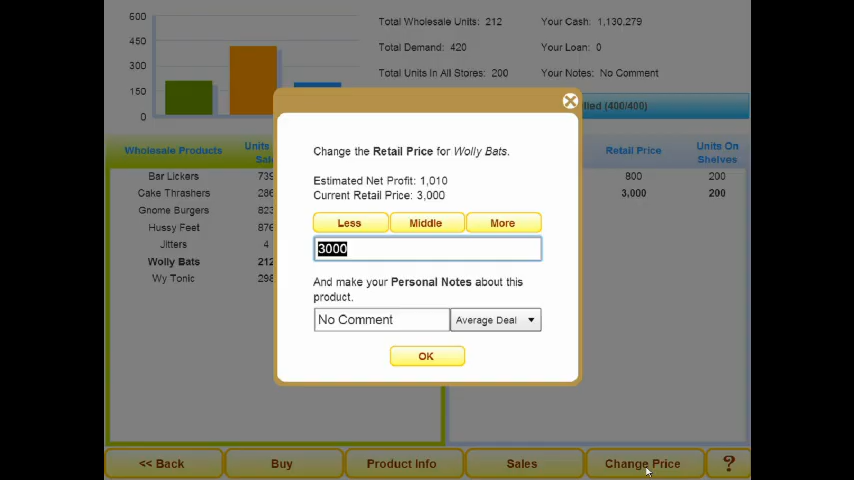 600
450
300
150
0
Total Wholesale Units: 212
Total Demand: 420
Total Units In All Stores: 200
Your Cash: 1,130,279
Your Loan: 0
Your Notes: No Comment
(400/400)
Wholesale Products
Units
Bar Lickers 739
Cake Thrashers 286
Gnome Burgers 823
Hussy Feet 876
Jitters 4
Wolly Bats 212
Wy Tonic 298
Retail Price
Units On
Shelves
800 200
3,000 200
Change the Retail Price for Wolly Bats.
Estimated Net Profit: 1,010
Current Retail Price: 3,000
Less Middle More
3000
And make your Personal Notes about this
product.
No Comment Average Deal
OK
<< Back Buy Product Info Sales Change Price ?